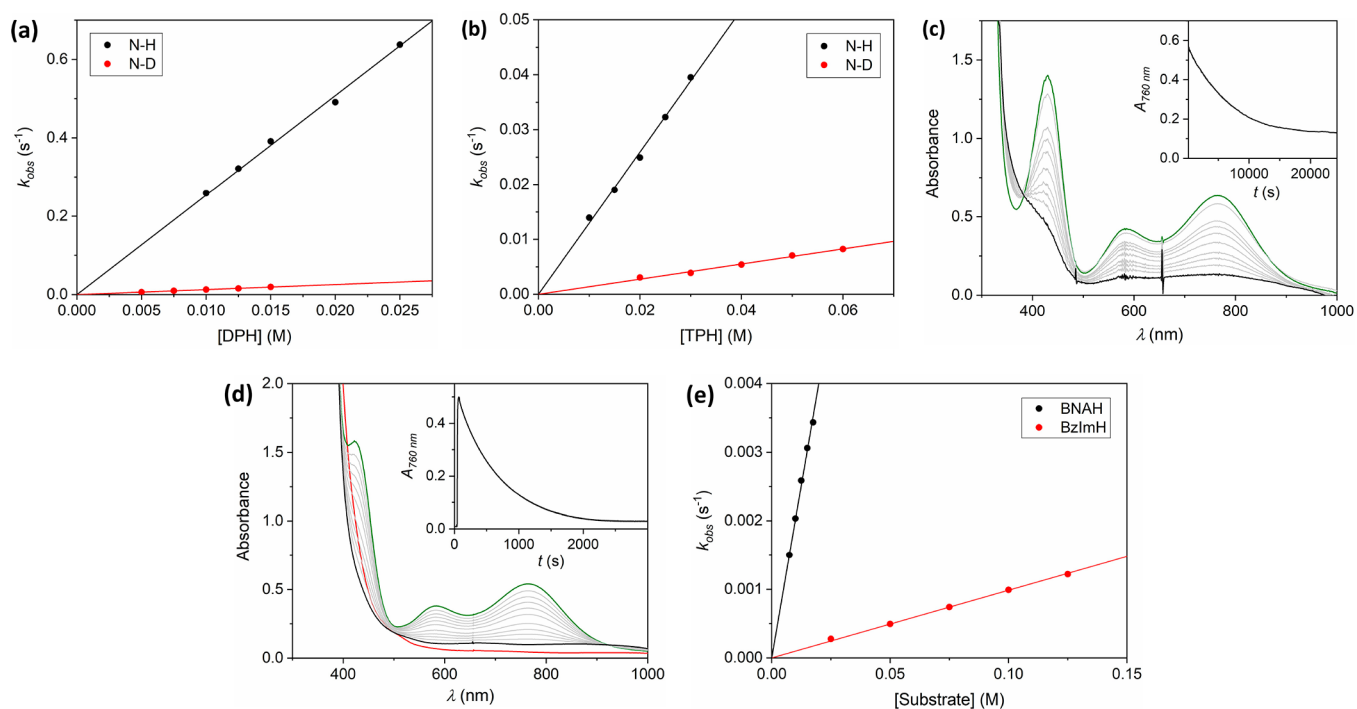 (a)
N-H
N-D
0.6
0.4
0.2
0.0
k_obs (s⁻¹)
0.000 0.005 0.010 0.015 0.020 0.025
[DPH] (M)
(b)
N-H
N-D
0.05
0.04
0.03
0.02
0.01
0.00
k_obs (s⁻¹)
0.00 0.02 0.04 0.06
[TPH] (M)
(c)
1.5
1.0
0.5
0.0
Absorbance
400 600 800 1000
λ (nm)
0.6
0.4
0.2
0.0
A_760 nm
10000 20000
t (s)
(d)
2.0
1.5
1.0
0.5
0.0
Absorbance
400 600 800 1000
λ (nm)
0.4
0.2
0.0
A_760 nm
0 1000 2000
t (s)
(e)
BNAH
BzImH
0.004
0.003
0.002
0.001
0.000
k_obs (s⁻¹)
0.00 0.05 0.10 0.15
[Substrate] (M)